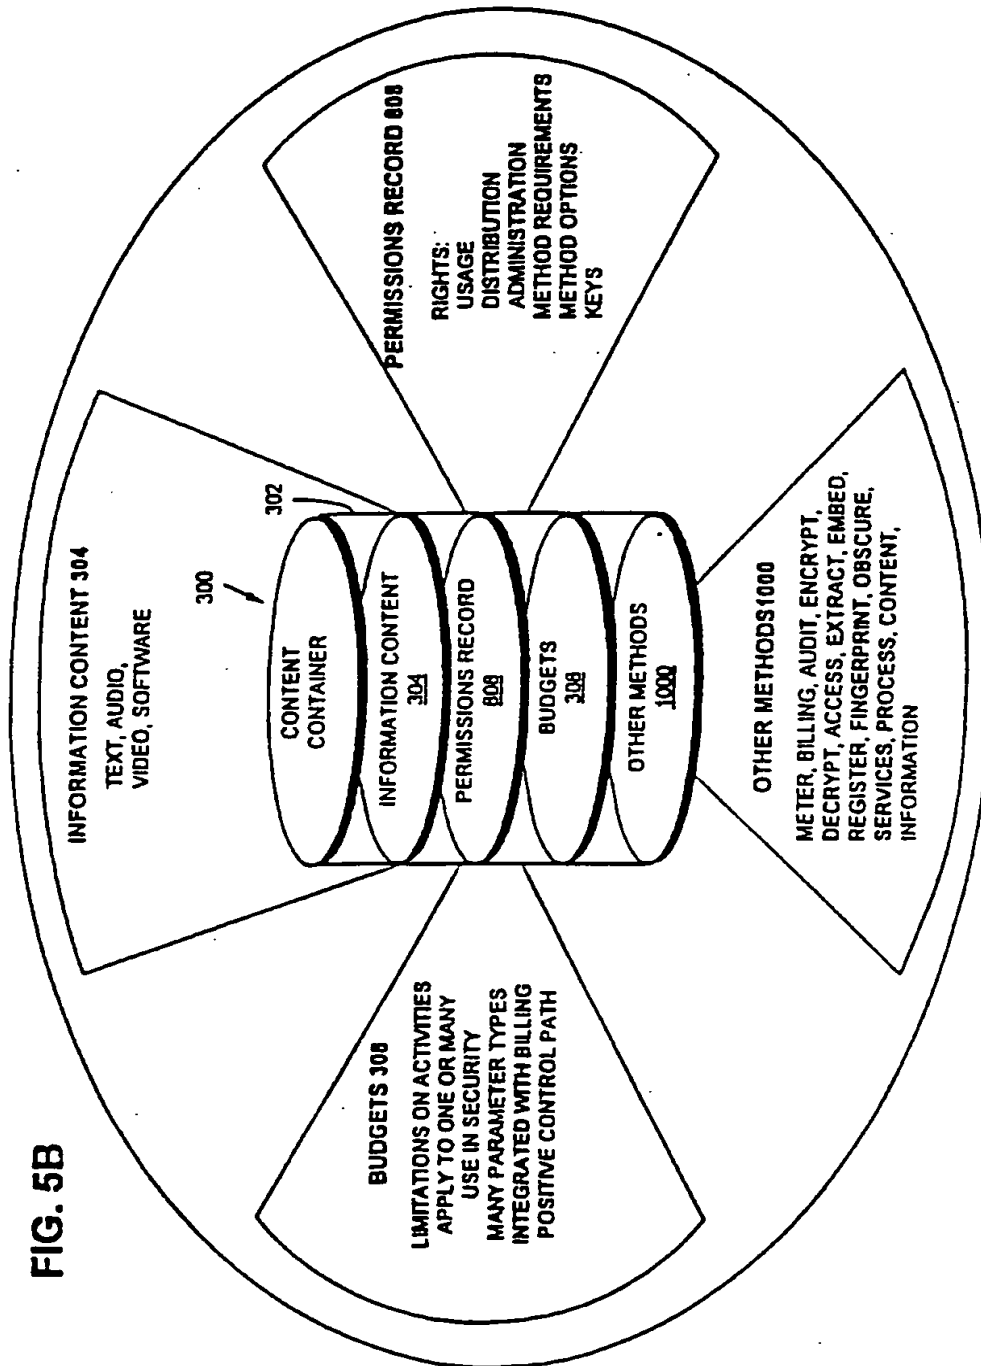 FIG. 5B
INFORMATION CONTENT 304
TEXT, AUDIO,
VIDEO, SOFTWARE
300
302
CONTENT
CONTAINER
INFORMATION CONTENT
304
PERMISSIONS RECORD
808
BUDGETS
308
OTHER METHODS
1000
BUDGETS 308
LIMITATIONS ON ACTIVITIES
APPLY TO ONE OR MANY
USE IN SECURITY
MANY PARAMETER TYPES
INTEGRATED WITH BILLING
POSITIVE CONTROL PATH
PERMISSIONS RECORD 808
RIGHTS:
USAGE
DISTRIBUTION
ADMINISTRATION
METHOD REQUIREMENTS
METHOD OPTIONS
KEYS
OTHER METHODS1000
METER, BILLING, AUDIT, ENCRYPT,
DECRYPT, ACCESS, EXTRACT, EMBED,
REGISTER, FINGERPRINT, OBSCURE,
SERVICES, PROCESS, CONTENT,
INFORMATION